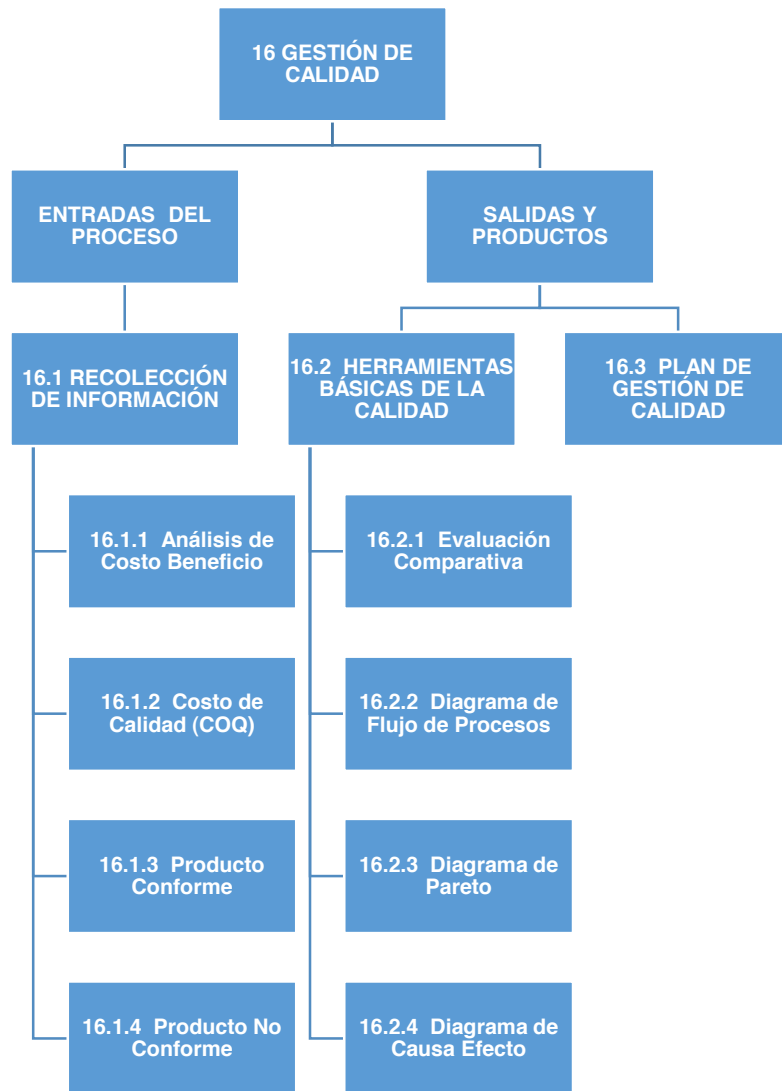 16 GESTIÓN DE
CALIDAD
ENTRADAS DEL
PROCESO
SALIDAS Y
PRODUCTOS
16.1 RECOLECCIÓN
DE INFORMACIÓN
16.2 HERRAMIENTAS
BÁSICAS DE LA
CALIDAD
16.3 PLAN DE
GESTIÓN DE
CALIDAD
16.1.1 Análisis de
Costo Beneficio
16.2.1 Evaluación
Comparativa
16.1.2 Costo de
Calidad (COQ)
16.2.2 Diagrama de
Flujo de Procesos
16.1.3 Producto
Conforme
16.2.3 Diagrama de
Pareto
16.1.4 Producto No
Conforme
16.2.4 Diagrama de
Causa Efecto